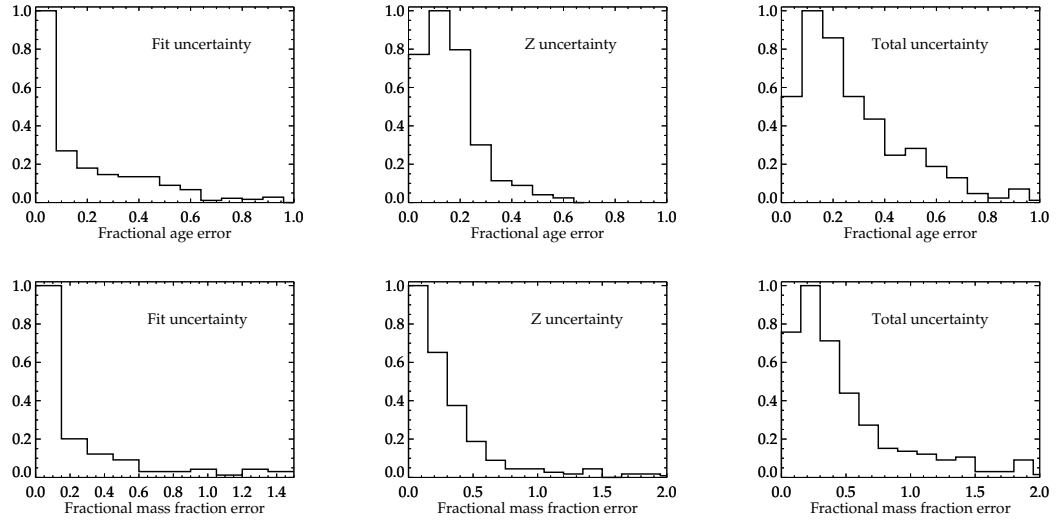 Fit uncertainty
1.0
0.8
0.6
0.4
0.2
0.0
0.0 0.2 0.4 0.6 0.8 1.0
Fractional age error
Z uncertainty
1.0
0.8
0.6
0.4
0.2
0.0
0.0 0.2 0.4 0.6 0.8 1.0
Fractional age error
Total uncertainty
1.0
0.8
0.6
0.4
0.2
0.0
0.0 0.2 0.4 0.6 0.8 1.0
Fractional age error
Fit uncertainty
1.0
0.8
0.6
0.4
0.2
0.0
0.0 0.2 0.4 0.6 0.8 1.0 1.2 1.4
Fractional mass fraction error
Z uncertainty
1.0
0.8
0.6
0.4
0.2
0.0
0.0 0.5 1.0 1.5 2.0
Fractional mass fraction error
Total uncertainty
1.0
0.8
0.6
0.4
0.2
0.0
0.0 0.5 1.0 1.5 2.0
Fractional mass fraction error